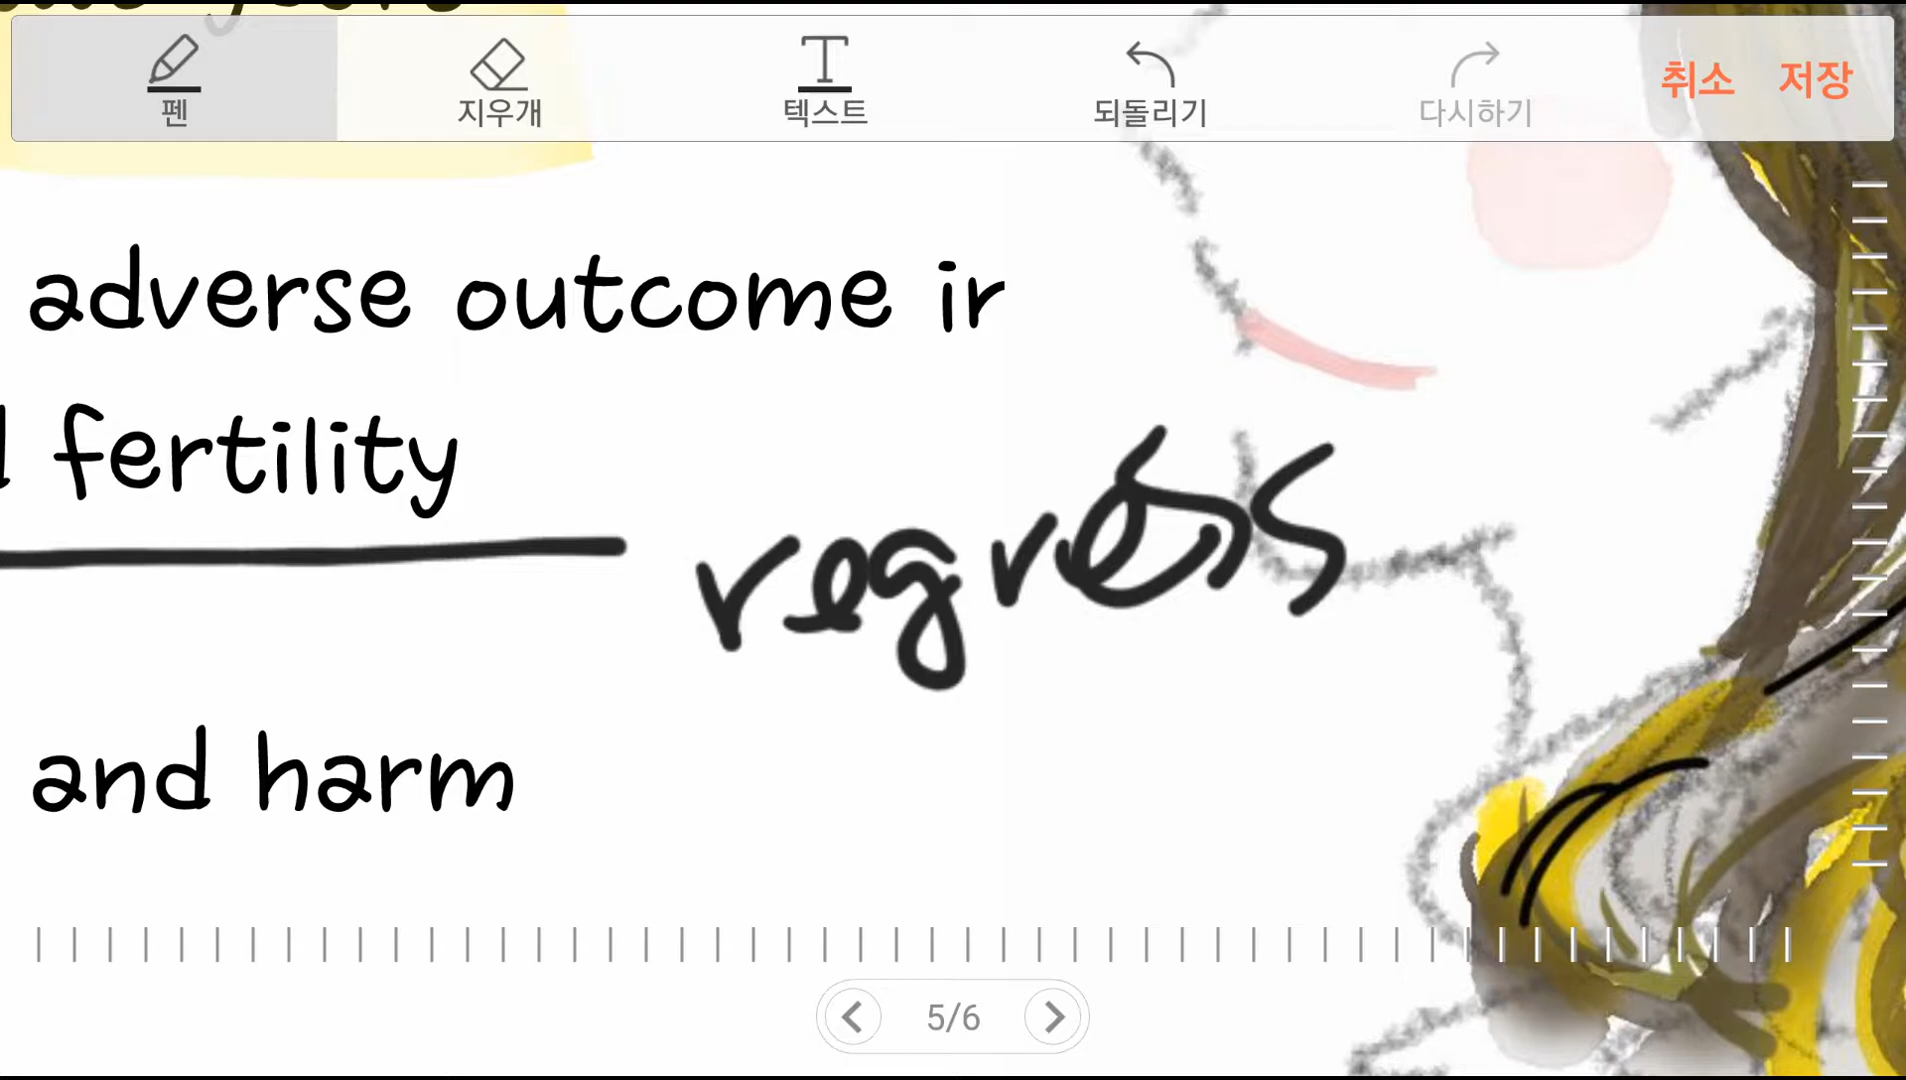 펜 지우개 텍스트 되돌리기 다시하기 취소 저장
adverse outcome in
fertility
regress
and harm
5/6